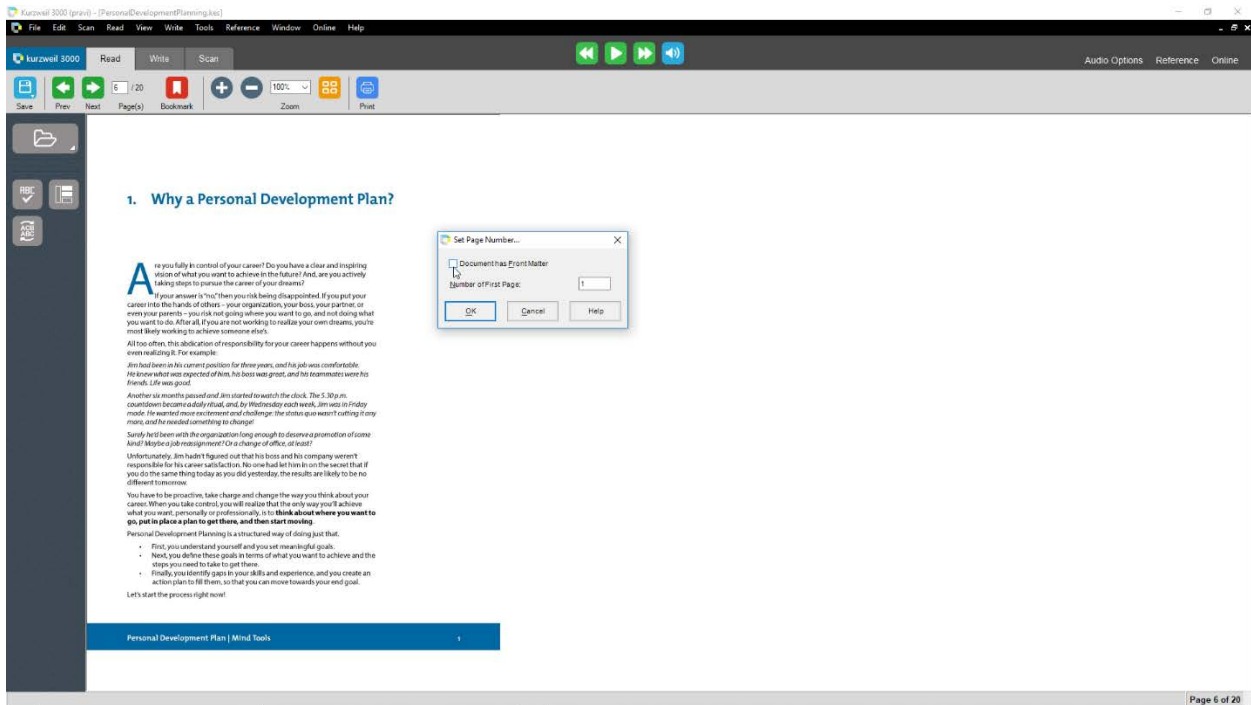 Kurzweil 3000 (pravi) - [PersonalDevelopmentPlanning.kes]
File Edit Scan Read View Write Tools Reference Window Online Help
kurzweil 3000 Read Write Scan Audio Options Reference Online
6 / 20 100%
Save Prev Next Page(s) Bookmark Zoom Print
ABC
ACB
ABC
1. Why a Personal Development Plan?
Set Page Number...
Document has Front Matter
Number of First Page: 1
OK Cancel Help
Are you fully in control of your career? Do you have a clear and inspiring
vision of what you want to achieve in the future? And, are you actively
taking steps to pursue the career of your dreams?
If your answer is "no," then you risk being disappointed. If you put your
career into the hands of others – your organization, your boss, your partner, or
even your parents – you risk not going where you want to go, and not doing what
you want to do. After all, if you are not working to realize your own dreams, you're
most likely working to achieve someone else's.
All too often, this abdication of responsibility for your career happens without you
even realizing it. For example:
Jim had been in his current position for three years, and his job was comfortable.
He knew what was expected of him, his boss was great, and his teammates were his
friends. Life was good.
Another six months passed and Jim started to watch the clock. The 5.30 p.m.
countdown became a daily ritual, and, by Wednesday each week, Jim was in Friday
mode. He wanted more excitement and challenge: the status quo wasn't cutting it any
more, and he needed something to change!
Surely he'd been with the organization long enough to deserve a promotion of some
kind? Maybe a job reassignment? Or a change of office, at least?
Unfortunately, Jim hadn't figured out that his boss and his company weren't
responsible for his career satisfaction. No one had let him in on the secret that if
you do the same thing today as you did yesterday, the results are likely to be no
different tomorrow.
You have to be proactive, take charge and change the way you think about your
career. When you take control, you will realize that the only way you'll achieve
what you want, personally or professionally, is to think about where you want to
go, put in place a plan to get there, and then start moving.
Personal Development Planning is a structured way of doing just that.
• First, you understand yourself and you set meaningful goals.
• Next, you define these goals in terms of what you want to achieve and the
steps you need to take to get there.
• Finally, you identify gaps in your skills and experience, and you create an
action plan to fill them, so that you can move towards your end goal.
Let's start the process right now!
Personal Development Plan | Mind Tools 1
Page 6 of 20